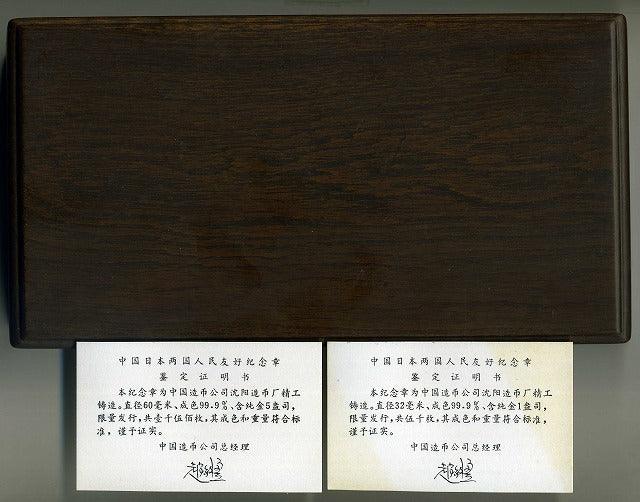 中国日本两国人民友好纪念章
鉴定证明书
本纪念章为中国造币公司沈阳造币厂精工
铸造。直径60毫米、成色99.9%、含纯金5盎司,
限量发行,共壹千伍佰枚,其成色和重量符合标
准,谨予证实。
中国造币公司总经理
中国日本两国人民友好纪念章
鉴定证明书
本纪念章为中国造币公司沈阳造币厂精工
铸造。直径32毫米、成色99.9%、含纯金1盎司,
限量发行,共伍千枚,其成色和重量符合标准,
谨予证实。
中国造币公司总经理